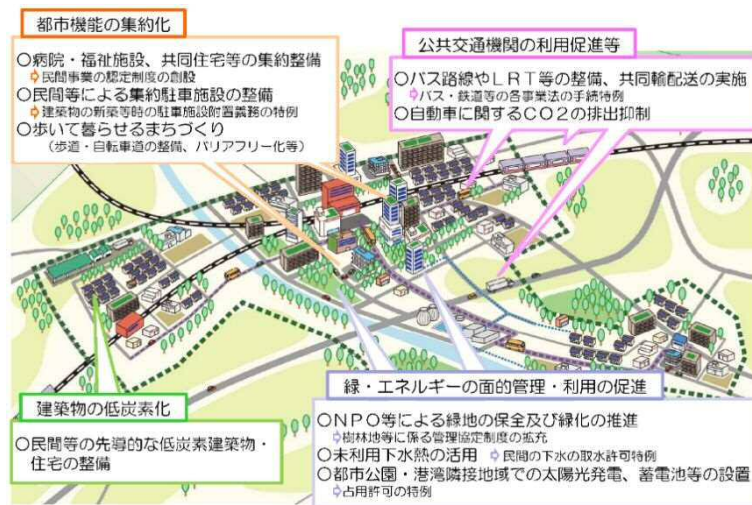 都市機能の集約化
○病院・福祉施設、共同住宅等の集約整備
⇨民間事業の認定制度の創設
○民間等による集約駐車施設の整備
⇨建築物の新築等時の駐車施設附置義務の特例
○歩いて暮らせるまちづくり
（歩道・自転車道の整備、バリアフリー化等）
公共交通機関の利用促進等
○バス路線やＬＲＴ等の整備、共同輸配送の実施
⇨バス・鉄道等の各事業法の手続特例
○自動車に関するＣＯ２の排出抑制
建築物の低炭素化
○民間等の先導的な低炭素建築物・
住宅の整備
緑・エネルギーの面的管理・利用の促進
○ＮＰＯ等による緑地の保全及び緑化の推進
⇨樹林地等に係る管理協定制度の拡充
○未利用下水熱の活用 ⇨民間の下水の取水許可特例
○都市公園・港湾隣接地域での太陽光発電、蓄電池等の設置
⇨占用許可の特例